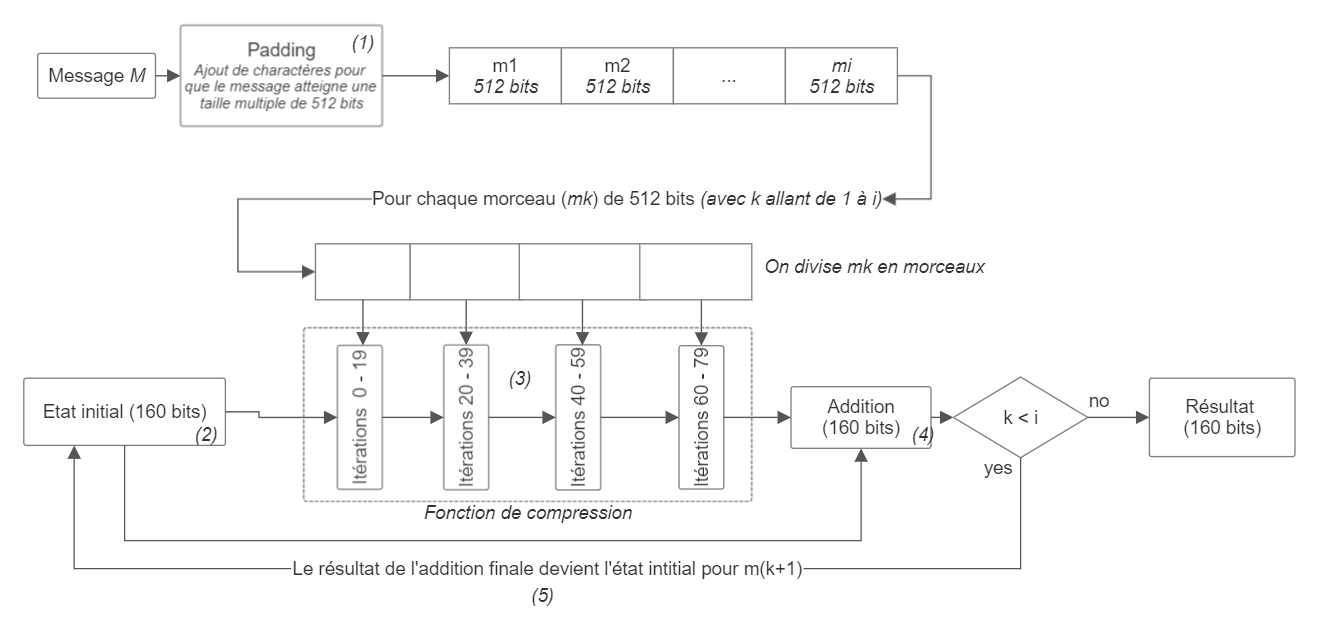 Message M
Padding
(1)
Ajout de charactères pour
que le message atteigne une
taille multiple de 512 bits
m1
512 bits
m2
512 bits
...
mi
512 bits
Pour chaque morceau (mk) de 512 bits (avec k allant de 1 à i)
On divise mk en morceaux
Itérations 0 - 19
Itérations 20 - 39
(3)
Itérations 40 - 59
Itérations 60 - 79
Etat initial (160 bits)
(2)
Addition
(160 bits)
(4)
k < i
no
yes
Résultat
(160 bits)
Fonction de compression
Le résultat de l'addition finale devient l'état intitial pour m(k+1)
(5)